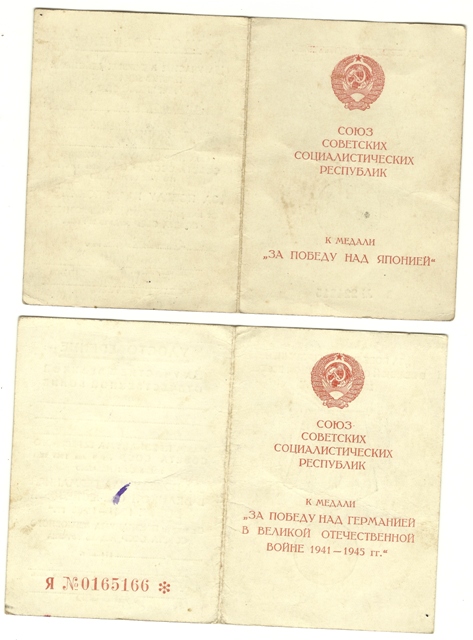 СОЮЗ
СОВЕТСКИХ
СОЦИАЛИСТИЧЕСКИХ
РЕСПУБЛИК
К МЕДАЛИ
„ЗА ПОБЕДУ НАД ЯПОНИЕЙ“
СОЮЗ
СОВЕТСКИХ
СОЦИАЛИСТИЧЕСКИХ
РЕСПУБЛИК
К МЕДАЛИ
„ЗА ПОБЕДУ НАД ГЕРМАНИЕЙ
В ВЕЛИКОЙ ОТЕЧЕСТВЕННОЙ
ВОЙНЕ 1941—1945 гг.“
Я №0165166 ✻